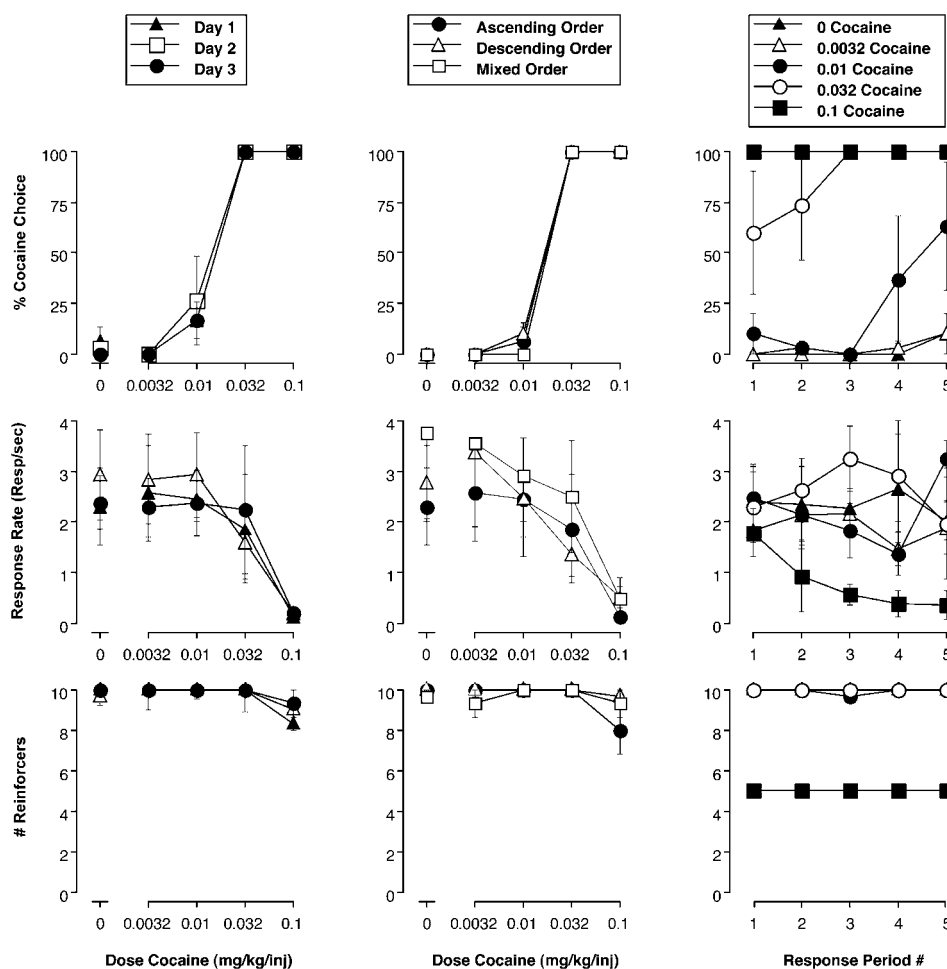 Day 1
Day 2
Day 3
Ascending Order
Descending Order
Mixed Order
0 Cocaine
0.0032 Cocaine
0.01 Cocaine
0.032 Cocaine
0.1 Cocaine
% Cocaine Choice
100
75
50
25
0
0 0.0032 0.01 0.032 0.1
100
75
50
25
0
0 0.0032 0.01 0.032 0.1
100
75
50
25
0
1 2 3 4 5
Response Rate (Resp/sec)
4
3
2
1
0
0 0.0032 0.01 0.032 0.1
4
3
2
1
0
0 0.0032 0.01 0.032 0.1
4
3
2
1
0
1 2 3 4 5
# Reinforcers
10
8
6
4
2
0
0 0.0032 0.01 0.032 0.1
Dose Cocaine (mg/kg/inj)
10
8
6
4
2
0
0 0.0032 0.01 0.032 0.1
Dose Cocaine (mg/kg/inj)
10
8
6
4
2
0
1 2 3 4 5
Response Period #